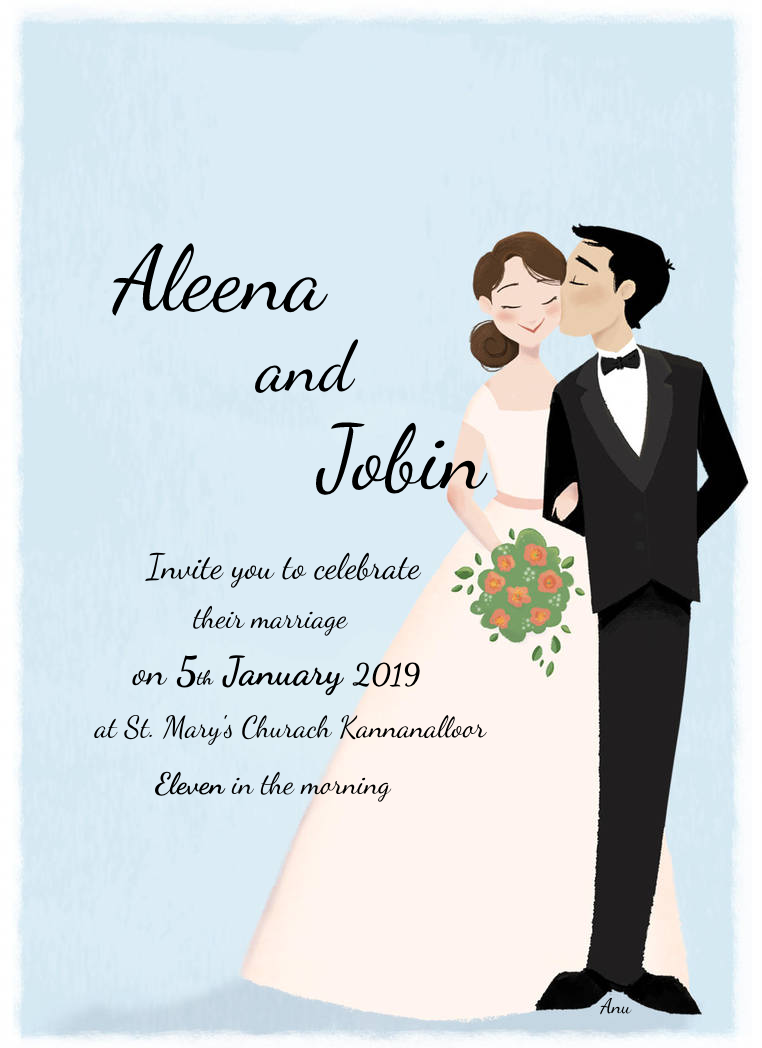 Aleena
and
Jobin
Invite you to celebrate
their marriage
on 5th January 2019
at St. Mary's Churach Kannanalloor
Eleven in the morning
Anu